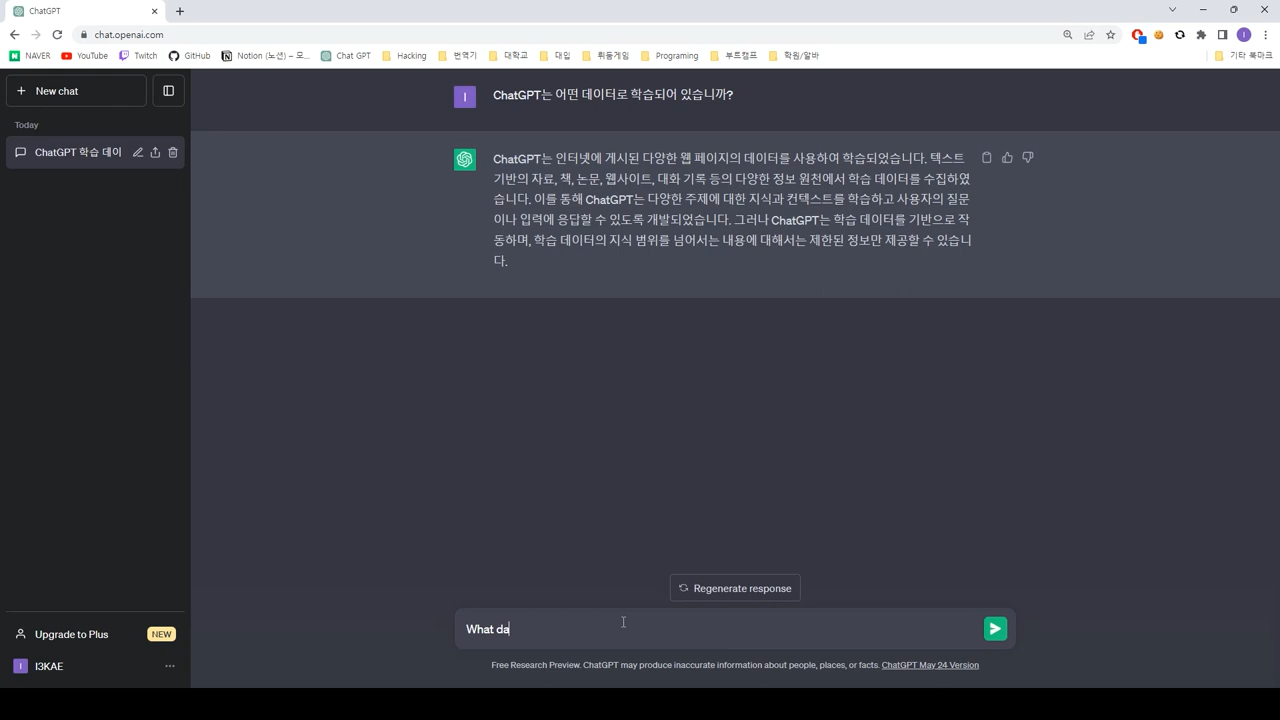 ChatGPT
chat.openai.com
NAVER
YouTube
Twitch
GitHub
Notion (노션) – 모...
Chat GPT
Hacking
번역기
대학교
대입
뤼둥게임
Programing
부트캠프
학원/알바
기타 북마크
New chat
Today
ChatGPT 학습 데이
I
ChatGPT는 어떤 데이터로 학습되어 있습니까?
ChatGPT는 인터넷에 게시된 다양한 웹 페이지의 데이터를 사용하여 학습되었습니다. 텍스트
기반의 자료, 책, 논문, 웹사이트, 대화 기록 등의 다양한 정보 원천에서 학습 데이터를 수집하였
습니다. 이를 통해 ChatGPT는 다양한 주제에 대한 지식과 컨텍스트를 학습하고 사용자의 질문
이나 입력에 응답할 수 있도록 개발되었습니다. 그러나 ChatGPT는 학습 데이터를 기반으로 작
동하며, 학습 데이터의 지식 범위를 넘어서는 내용에 대해서는 제한된 정보만 제공할 수 있습니
다.
Regenerate response
What da
Upgrade to Plus
NEW
I3KAE
Free Research Preview. ChatGPT may produce inaccurate information about people, places, or facts. ChatGPT May 24 Version